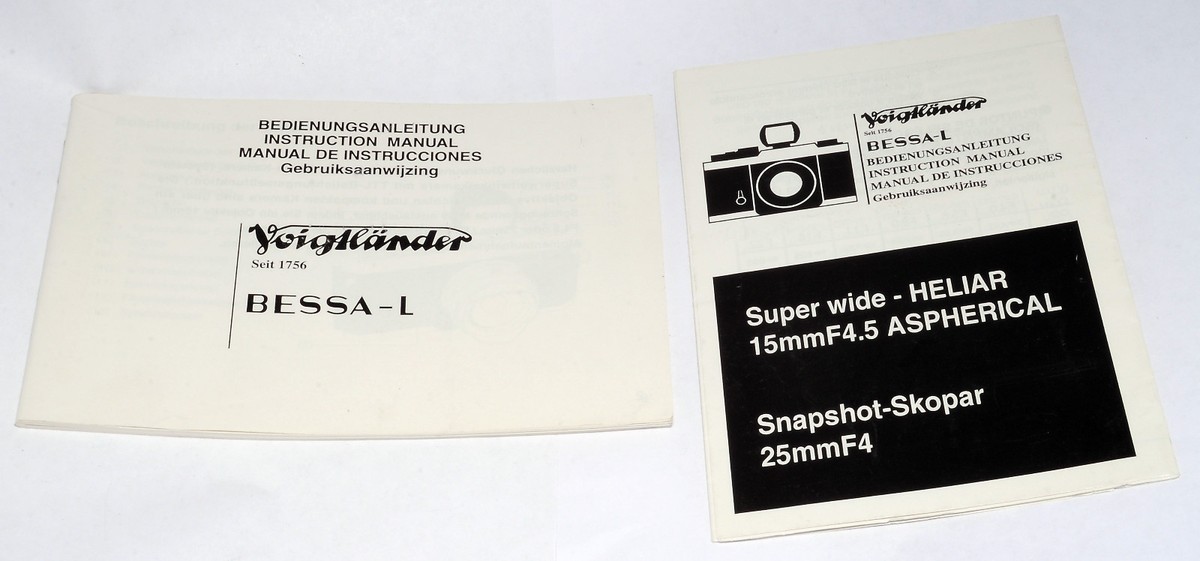 BEDIENUNGSANLEITUNG
INSTRUCTION MANUAL
MANUAL DE INSTRUCCIONES
Gebruiksaanwijzing
Voigtländer
Seit 1756
BESSA-L
Voigtländer
Seit 1756
BESSA-L
BEDIENUNGSANLEITUNG
INSTRUCTION MANUAL
MANUAL DE INSTRUCCIONES
Gebruiksaanwijzing
Super wide - HELIAR
15mmF4.5 ASPHERICAL
Snapshot-Skopar
25mmF4